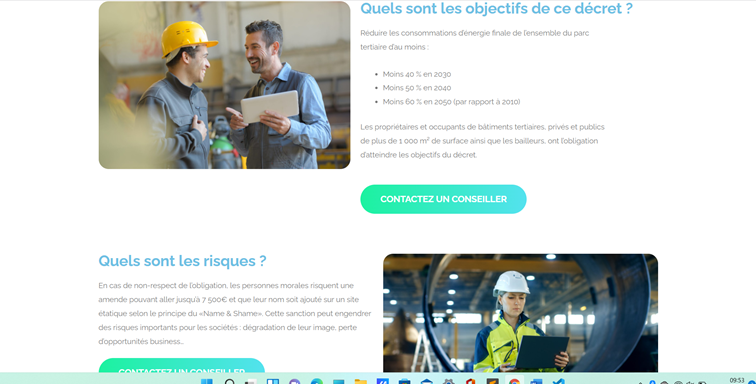 Quels sont les objectifs de ce décret ?
Réduire les consommations d'énergie finale de l'ensemble du parc
tertiaire d'au moins :
• Moins 40 % en 2030
• Moins 50 % en 2040
• Moins 60 % en 2050 (par rapport à 2010)
Les propriétaires et occupants de bâtiments tertiaires, privés et publics
de plus de 1 000 m² de surface ainsi que les bailleurs, ont l'obligation
d'atteindre les objectifs du décret.
CONTACTEZ UN CONSEILLER
Quels sont les risques ?
En cas de non-respect de l'obligation, les personnes morales risquent une
amende pouvant aller jusqu'à 7 500€ et que leur nom soit ajouté sur un site
étatique selon le principe du «Name & Shame». Cette sanction peut engendrer
des risques importants pour les sociétés : dégradation de leur image, perte
d'opportunités business…
CONTACTEZ UN CONSEILLER
09:53